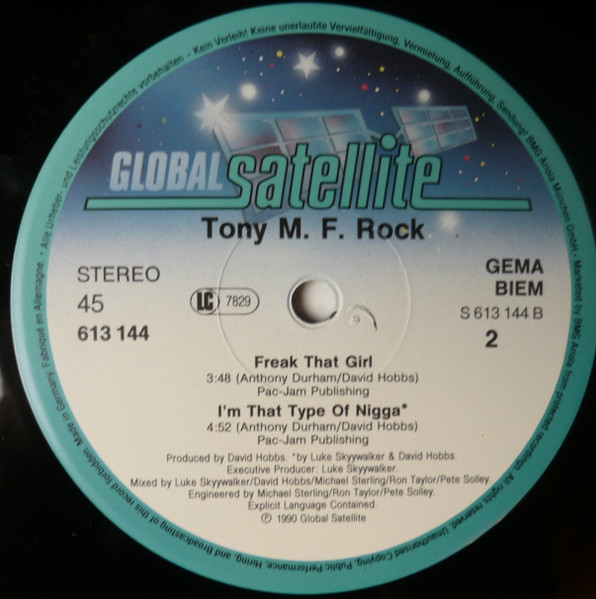 GLOBAL satellite
Tony M. F. Rock
STEREO
45
613 144
LC 7829
GEMA
BIEM
S 613 144 B
2
Freak That Girl
3:48 (Anthony Durham/David Hobbs)
Pac-Jam Publishing
I'm That Type Of Nigga*
4:52 (Anthony Durham/David Hobbs)
Pac-Jam Publishing
Produced by David Hobbs. *by Luke Skyywalker & David Hobbs.
Executive Producer: Luke Skyywalker.
Mixed by Luke Skyywalker/David Hobbs/Michael Sterling/Ron Taylor/Pete Solley.
Engineered by Michael Sterling/Ron Taylor/Pete Solley.
Explicit Language Contained.
℗ 1990 Global Satellite
Made in Germany Fabriqué en Allemagne. • Alle Urheber- und Leistungsschutzrechte vorbehalten – Kein Verleih! Keine unerlaubte Vervielfältigung, Vermietung, Aufführung, Sendung! BMG Ariola München GmbH - Marketed by BMG Ariola from protected recordings. All rights reserved. Unauthorised Copying, Public Performance, Hiring, and Broadcasting of this record forbidden.